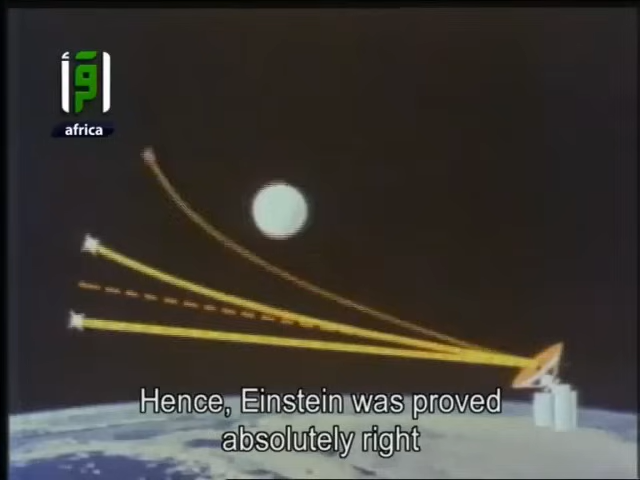 اقرأ
africa
Hence, Einstein was proved
absolutely right